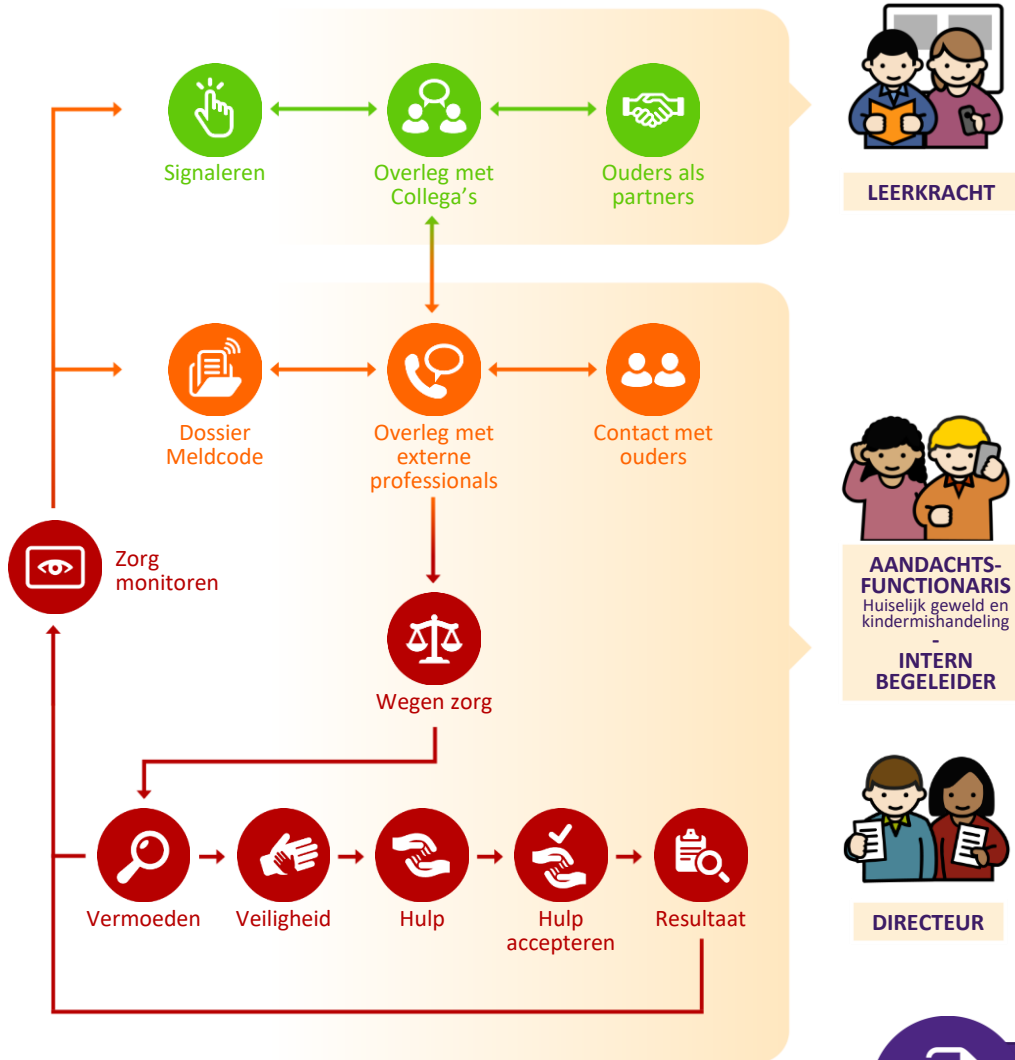 Signaleren
Overleg met
Collega's
Ouders als
partners
LEERKRACHT
Dossier
Meldcode
Overleg met
externe
professionals
Contact met
ouders
Zorg
monitoren
AANDACHTS-
FUNCTIONARIS
Huiselijk geweld en
kindermishandeling
-
INTERN
BEGELEIDER
Wegen zorg
Vermoeden
Veiligheid
Hulp
Hulp
accepteren
Resultaat
DIRECTEUR